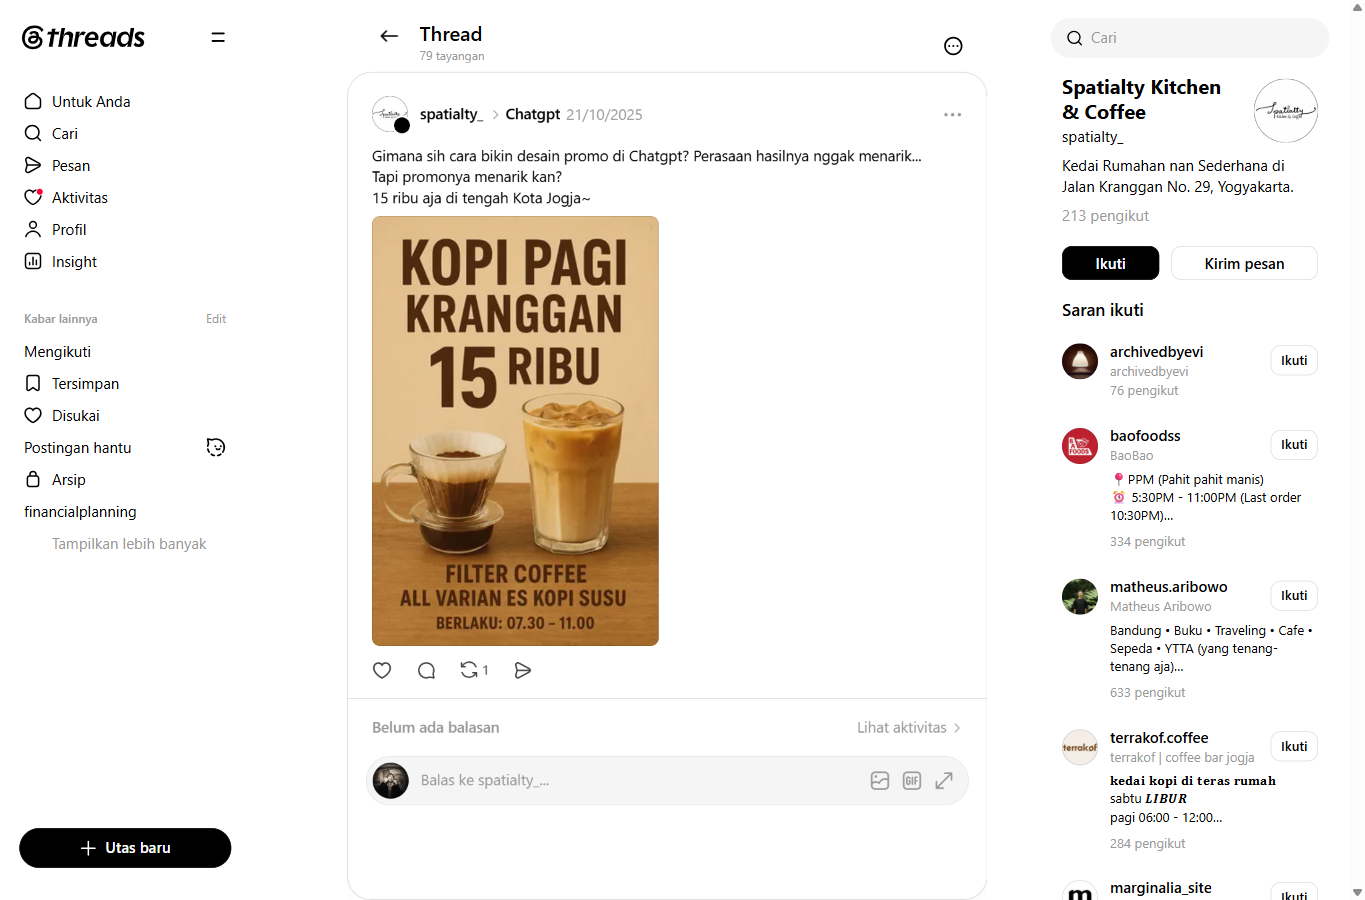 threads
Untuk Anda
Cari
Pesan
Aktivitas
Profil
Insight
Kabar lainnya
Edit
Mengikuti
Tersimpan
Disukai
Postingan hantu
Arsip
financialplanning
Tampilkan lebih banyak
Utas baru
Thread
79 tayangan
spatialty_ > Chatgpt 21/10/2025
Gimana sih cara bikin desain promo di Chatgpt? Perasaan hasilnya nggak menarik...
Tapi promonya menarik kan?
15 ribu aja di tengah Kota Jogja~
KOPI PAGI
KRANGGAN
15 RIBU
FILTER COFFEE
ALL VARIAN ES KOPI SUSU
BERLAKU: 07.30 - 11.00
1
Belum ada balasan
Lihat aktivitas >
Balas ke spatialty_...
GIF
Cari
Spatialty Kitchen
& Coffee
Spatialty
spatialty_
Kedai Rumahan nan Sederhana di
Jalan Kranggan No. 29, Yogyakarta.
213 pengikut
Ikuti
Kirim pesan
Saran ikuti
archivedbyevi
archivedbyevi
76 pengikut
Ikuti
baofoodss
BaoBao
📍PPM (Pahit pahit manis)
⏰ 5:30PM - 11:00PM (Last order
10:30PM)...
334 pengikut
Ikuti
matheus.aribowo
Matheus Aribowo
Bandung • Buku • Traveling • Cafe •
Sepeda • YTTA (yang tenang-
tenang aja)...
633 pengikut
Ikuti
terrakof
terrakof.coffee
terrakof | coffee bar jogja
𝐤𝐞𝐝𝐚𝐢 𝐤𝐨𝐩𝐢 𝐝𝐢 𝐭𝐞𝐫𝐚𝐬 𝐫𝐮𝐦𝐚𝐡
sabtu 𝑳𝑰𝑩𝑼𝑹
pagi 06:00 - 12:00...
284 pengikut
Ikuti
m
marginalia_site
Ikuti